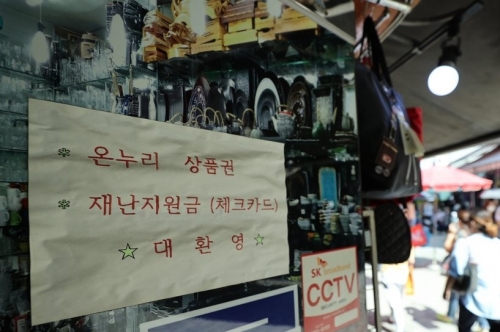 * 온누리 상품권
* 재난지원금 (체크카드)
☆ 대 환 영 ☆
SK broadband
CCTV